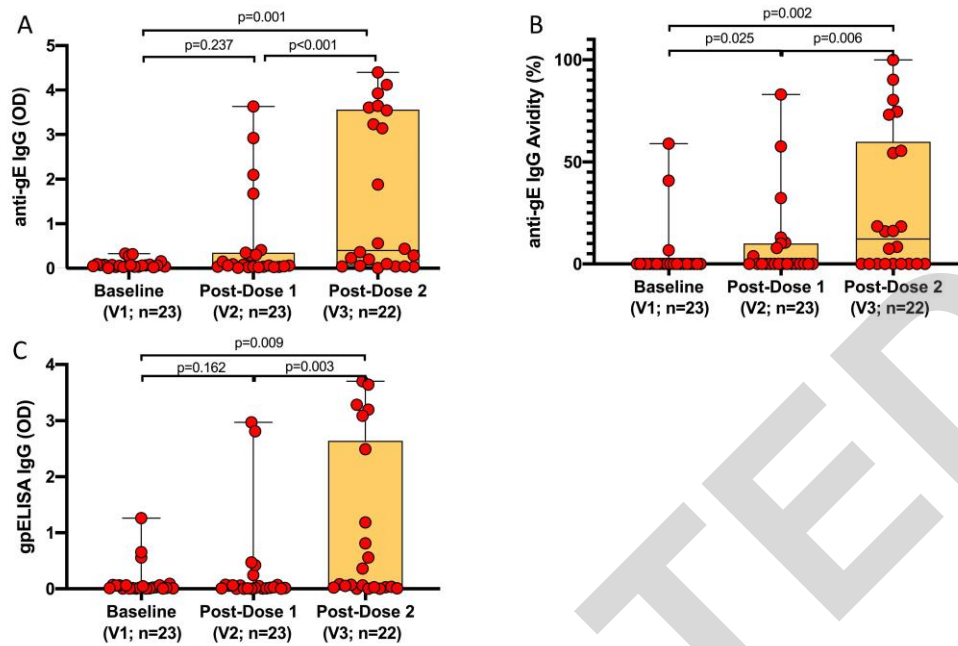 A
p=0.001
p=0.237
p<0.001
anti-gE IgG (OD)
5
4
3
2
1
0
Baseline
(V1; n=23)
Post-Dose 1
(V2; n=23)
Post-Dose 2
(V3; n=22)
B
p=0.002
p=0.025
p=0.006
anti-gE IgG Avidity (%)
100
50
0
Baseline
(V1; n=23)
Post-Dose 1
(V2; n=23)
Post-Dose 2
(V3; n=22)
C
p=0.009
p=0.162
p=0.003
gpELISA IgG (OD)
4
3
2
1
0
Baseline
(V1; n=23)
Post-Dose 1
(V2; n=23)
Post-Dose 2
(V3; n=22)
TED